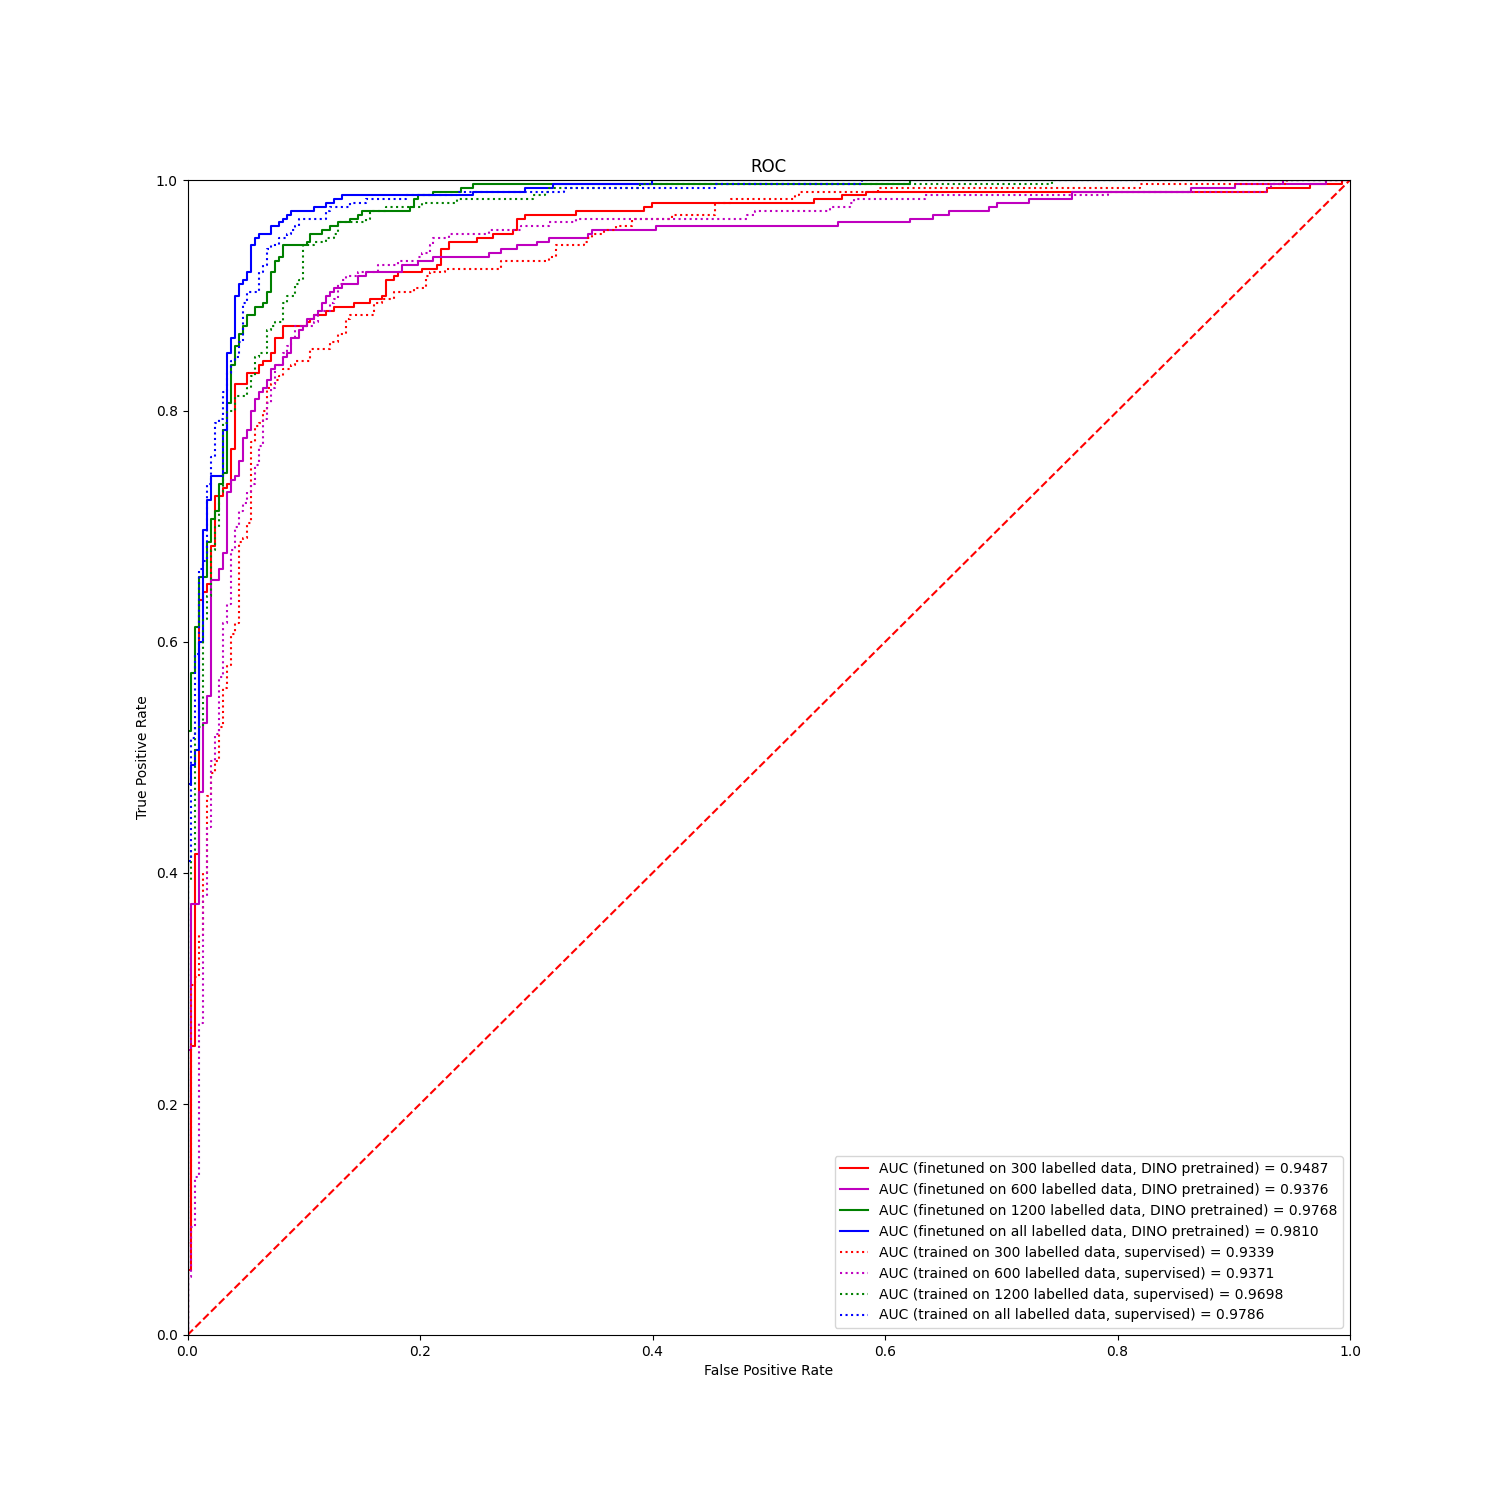 ROC
1.0
0.8
0.6
0.4
0.2
0.0
True Positive Rate
0.0 0.2 0.4 0.6 0.8 1.0
False Positive Rate
AUC (finetuned on 300 labelled data, DINO pretrained) = 0.9487
AUC (finetuned on 600 labelled data, DINO pretrained) = 0.9376
AUC (finetuned on 1200 labelled data, DINO pretrained) = 0.9768
AUC (finetuned on all labelled data, DINO pretrained) = 0.9810
AUC (trained on 300 labelled data, supervised) = 0.9339
AUC (trained on 600 labelled data, supervised) = 0.9371
AUC (trained on 1200 labelled data, supervised) = 0.9698
AUC (trained on all labelled data, supervised) = 0.9786